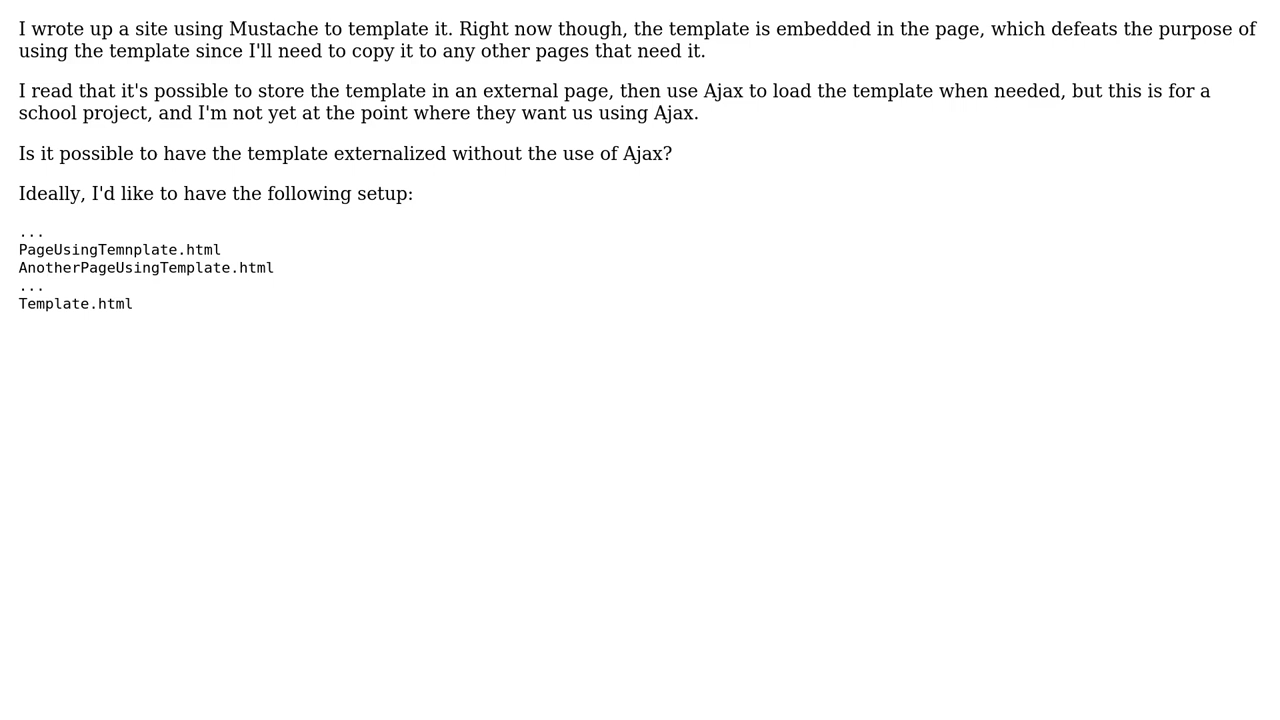 I wrote up a site using Mustache to template it. Right now though, the template is embedded in the page, which defeats the purpose of
using the template since I'll need to copy it to any other pages that need it.
I read that it's possible to store the template in an external page, then use Ajax to load the template when needed, but this is for a
school project, and I'm not yet at the point where they want us using Ajax.
Is it possible to have the template externalized without the use of Ajax?
Ideally, I'd like to have the following setup:
...
PageUsingTemnplate.html
AnotherPageUsingTemplate.html
...
Template.html